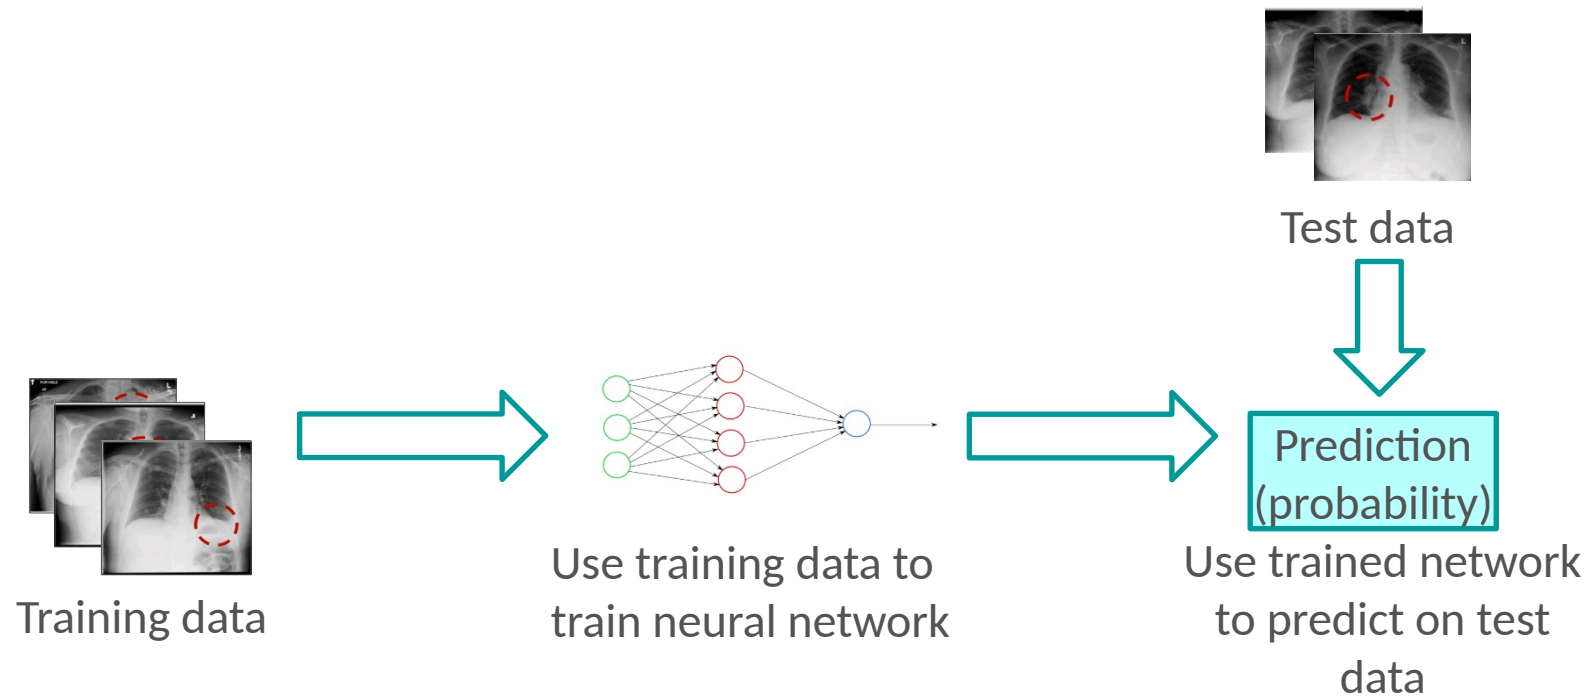 Test data
Prediction
(probability)
Use training data to
train neural network
Use trained network
to predict on test
data
Training data
L
L